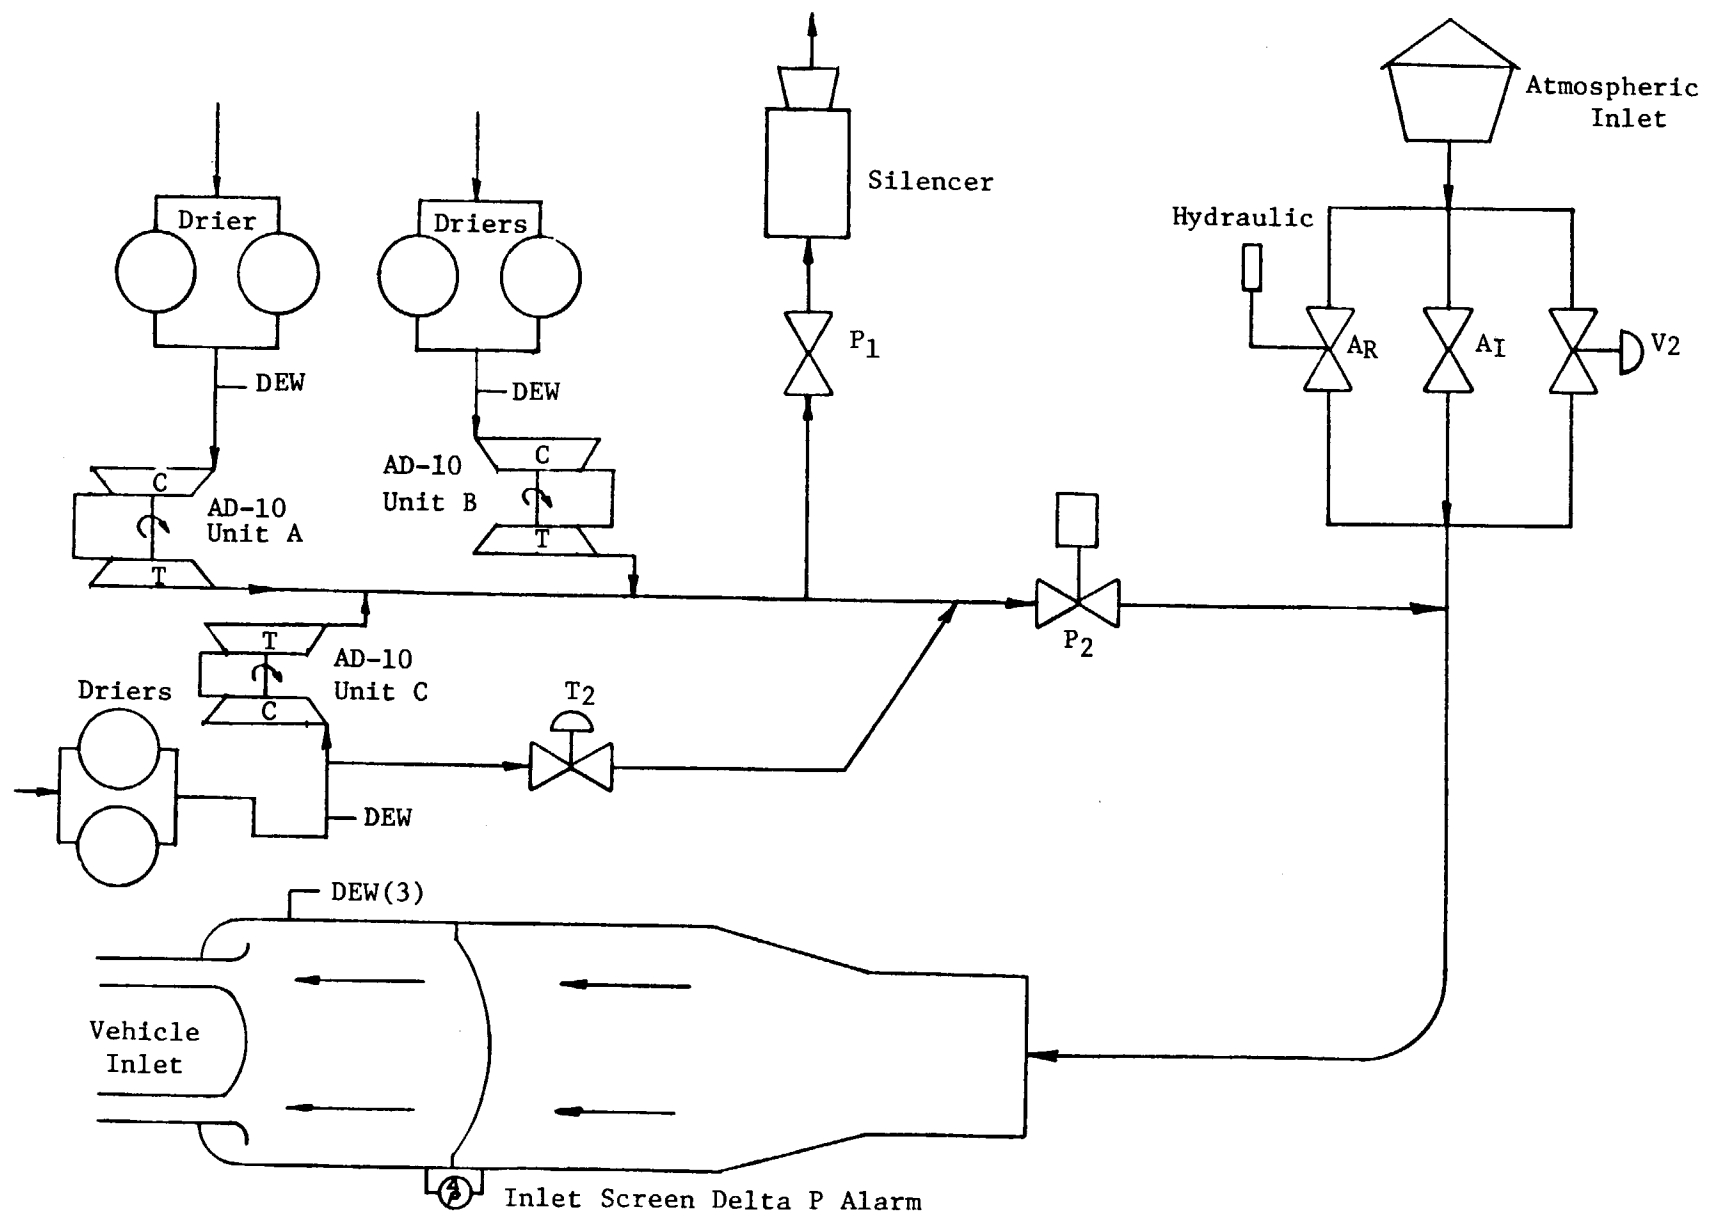 Atmospheric
Inlet
Silencer
Hydraulic
Drier
Driers
P1
AR
AI
V2
DEW
DEW
C
AD-10
Unit A
T
AD-10
Unit B
C
T
P2
T
AD-10
Unit C
C
Driers
T2
DEW
DEW(3)
Vehicle
Inlet
ΔP
Inlet Screen Delta P Alarm